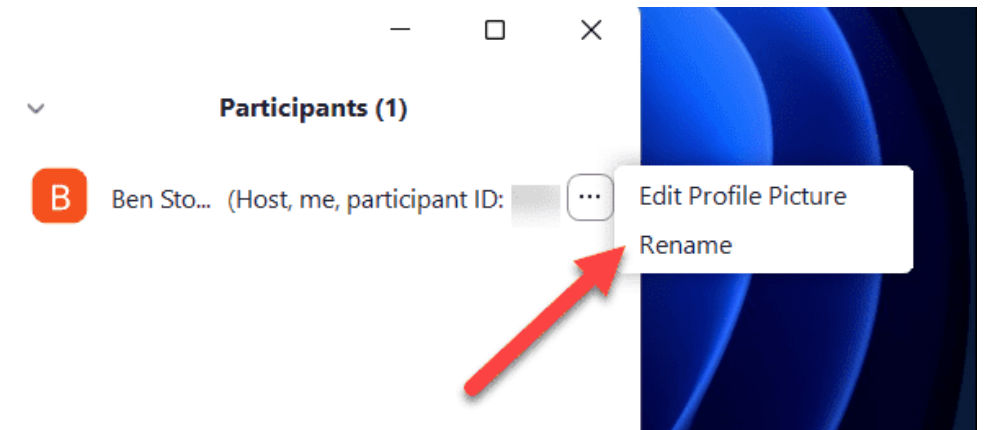 Participants (1)
B Ben Sto... (Host, me, participant ID: ... Edit Profile Picture
Rename